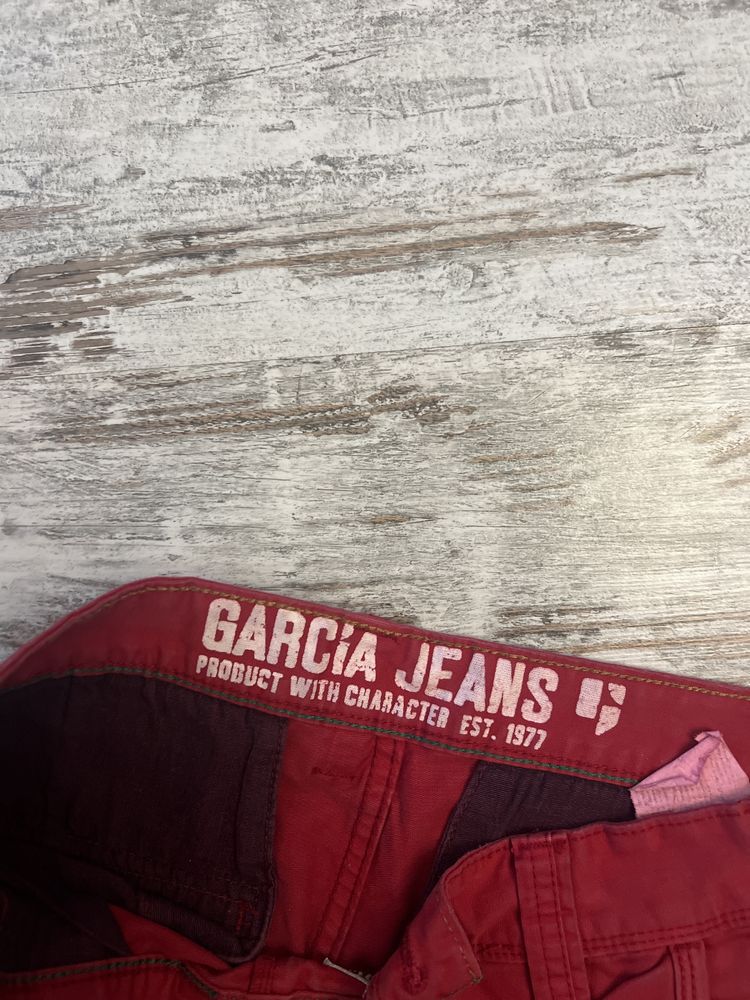 GARCíA JEANS
PRODUCT WITH CHARACTER EST. 1977